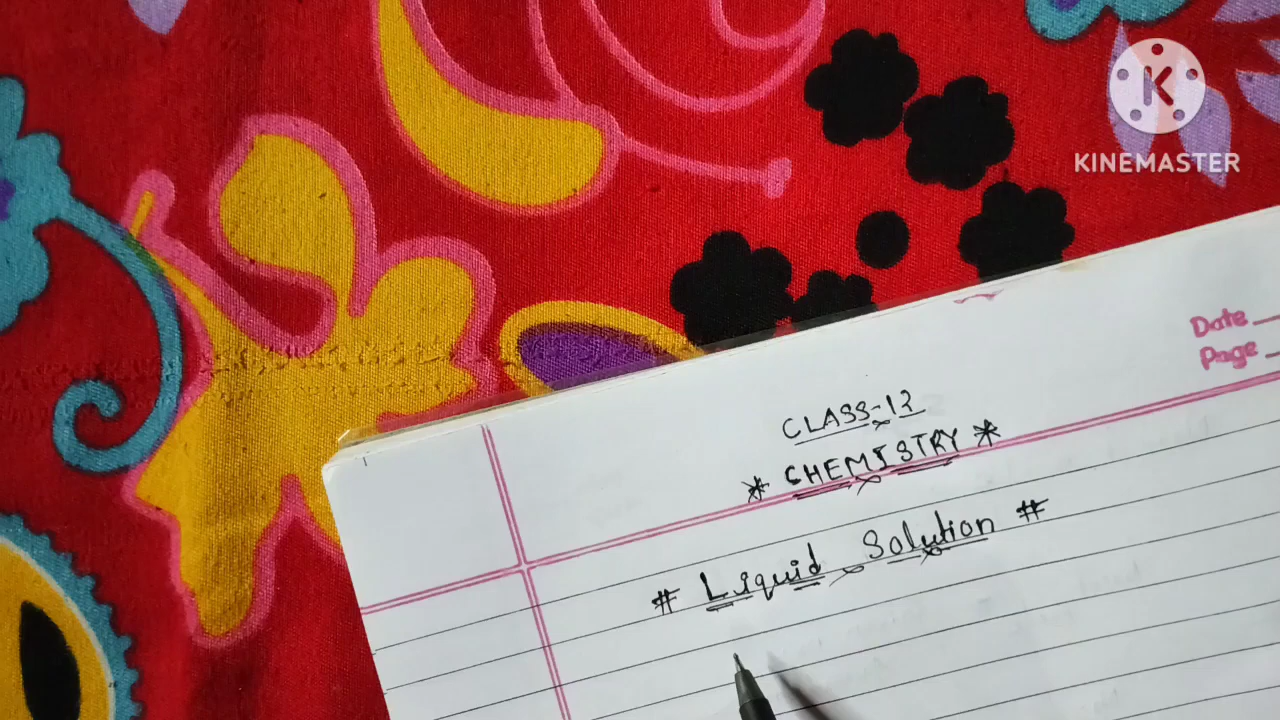 KINEMASTER
Date
Page
CLASS-12
* CHEMISTRY *
# Liquid Solution #